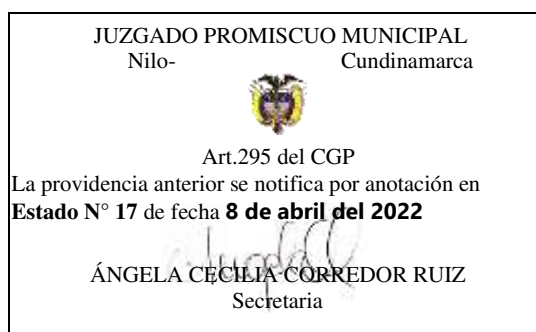 JUZGADO PROMISCUO MUNICIPAL
Nilo- Cundinamarca
Art.295 del CGP
La providencia anterior se notifica por anotación en
Estado N° 17 de fecha 8 de abril del 2022
ÁNGELA CECILIA CORREDOR RUIZ
Secretaria